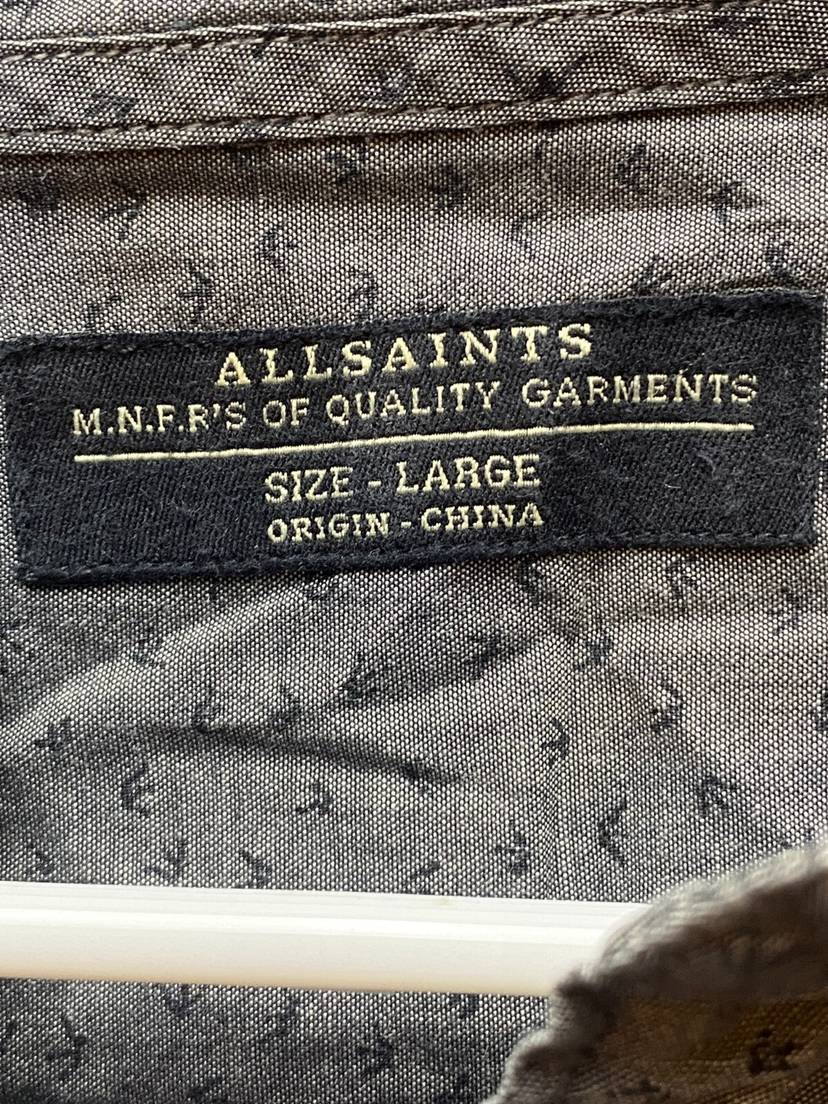 ALLSAINTS
M.N.F.R'S OF QUALITY GARMENTS
SIZE - LARGE
ORIGIN - CHINA